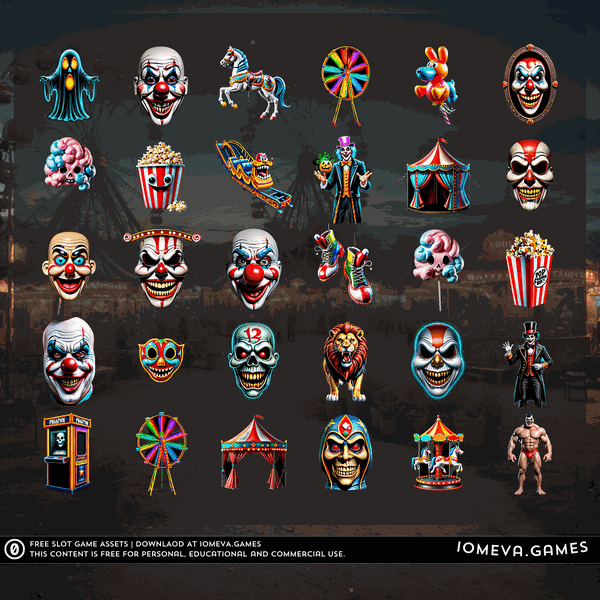 12
FREE SLOT GAME ASSETS | DOWNLAOD AT IOMEVA.GAMES
THIS CONTENT IS FREE FOR PERSONAL, EDUCATIONAL AND COMMERCIAL USE.
IOMEVA.GAMES